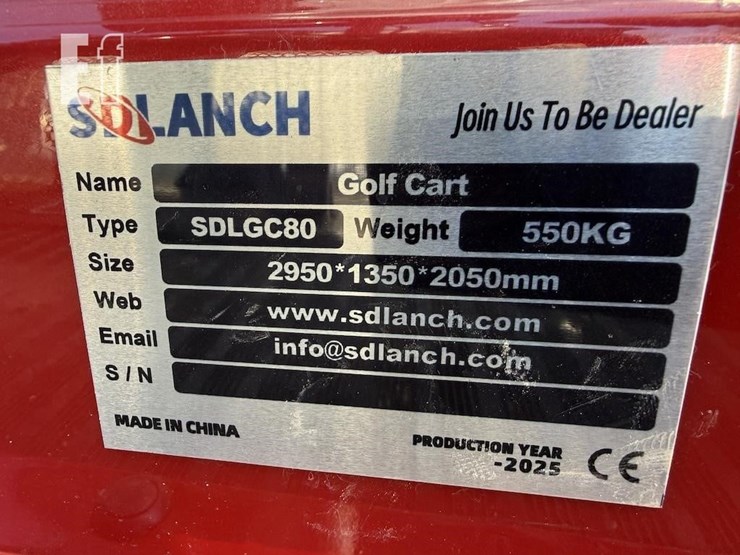 Ff
SDLANCH Join Us To Be Dealer
Name Golf Cart
Type SDLGC80 Weight 550KG
Size 2950*1350*2050mm
Web www.sdlanch.com
Email info@sdlanch.com
S / N
MADE IN CHINA
PRODUCTION YEAR
-2025 CE